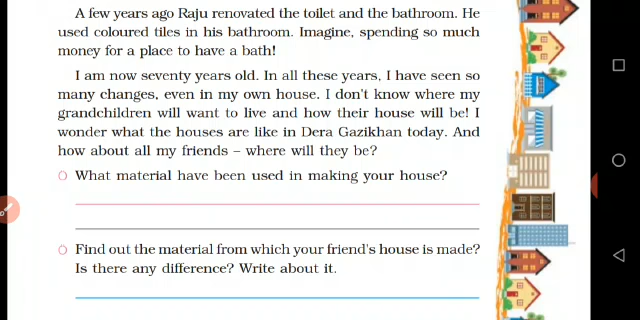 A few years ago Raju renovated the toilet and the bathroom. He
used coloured tiles in his bathroom. Imagine, spending so much
money for a place to have a bath!
I am now seventy years old. In all these years, I have seen so
many changes, even in my own house. I don't know where my
grandchildren will want to live and how their house will be! I
wonder what the houses are like in Dera Gazikhan today. And
how about all my friends – where will they be?
What material have been used in making your house?
Find out the material from which your friend's house is made?
Is there any difference? Write about it.